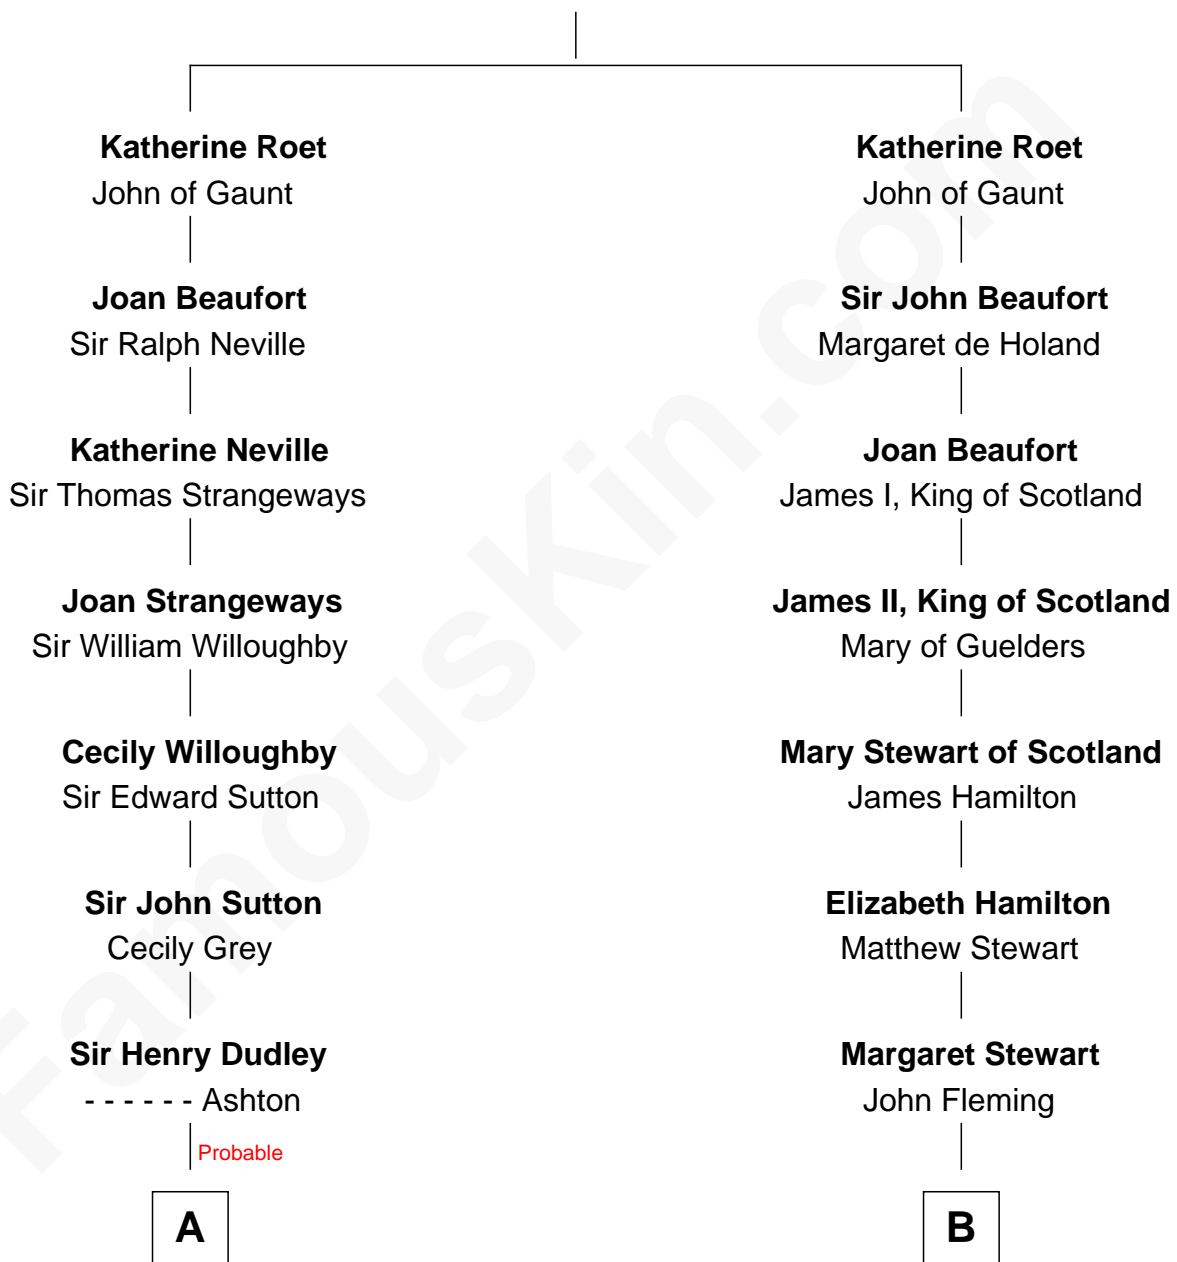 Katherine Roet
John of Gaunt
Joan Beaufort
Sir Ralph Neville
Katherine Neville
Sir Thomas Strangeways
Joan Strangeways
Sir William Willoughby
Cecily Willoughby
Sir Edward Sutton
Sir John Sutton
Cecily Grey
Sir Henry Dudley
- - - - - - Ashton
Probable
A
Katherine Roet
John of Gaunt
Sir John Beaufort
Margaret de Holand
Joan Beaufort
James I, King of Scotland
James II, King of Scotland
Mary of Guelders
Mary Stewart of Scotland
James Hamilton
Elizabeth Hamilton
Matthew Stewart
Margaret Stewart
John Fleming
B
FamousKin.com